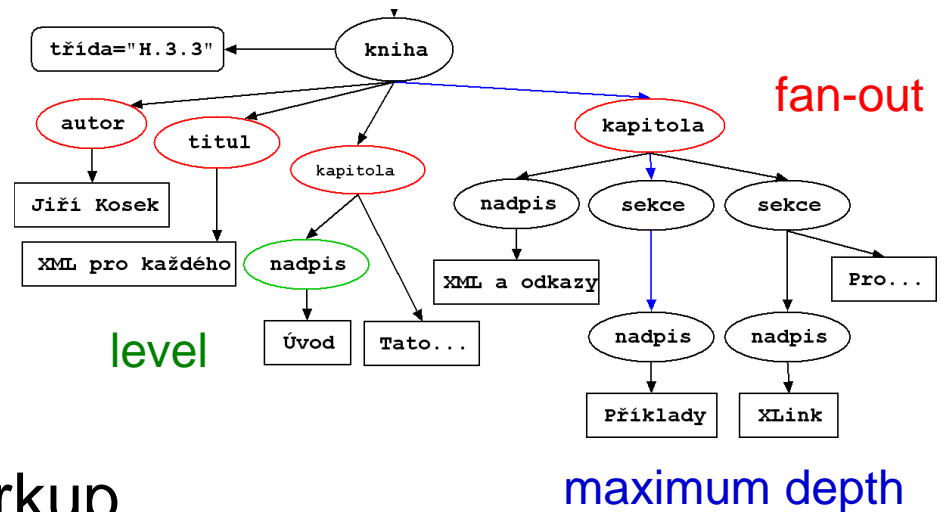 třída="H.3.3"
kniha
fan-out
autor
titul
kapitola
kapitola
Jiří Kosek
nadpis
sekce
sekce
XML pro každého
nadpis
XML a odkazy
Pro...
level
Úvod
Tato...
nadpis
nadpis
Příklady
XLink
rkup
maximum depth